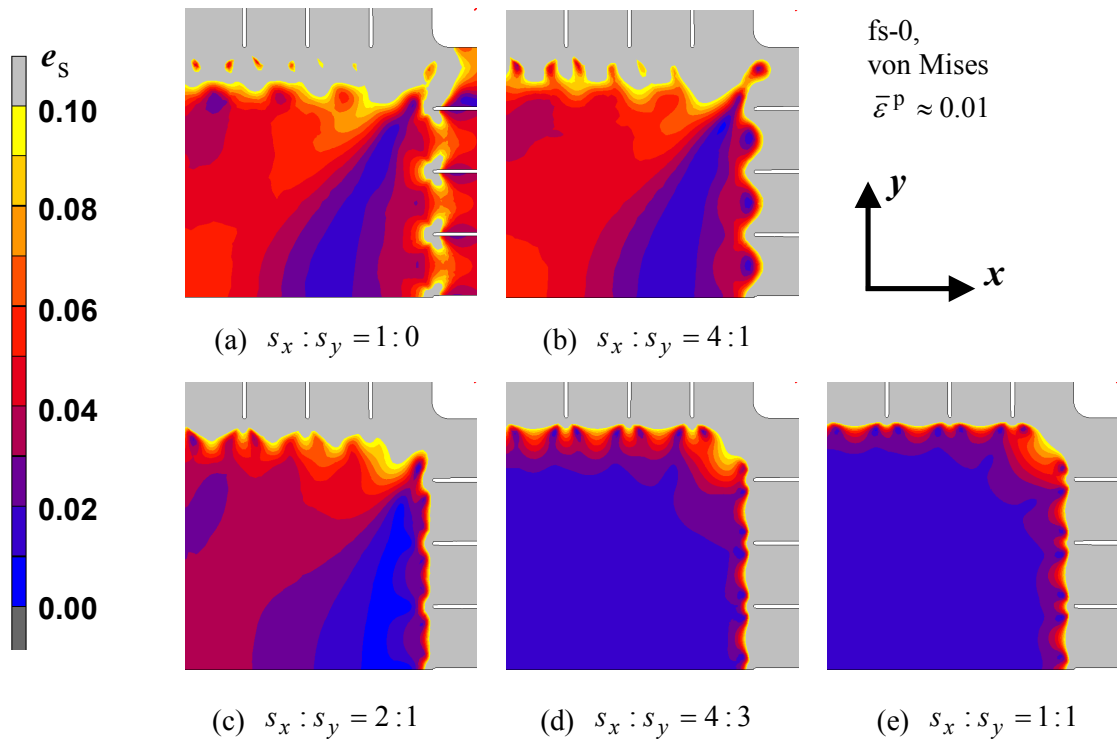 e_s
0.10
0.08
0.06
0.04
0.02
0.00
fs-0,
von Mises
ε̄^p ≈ 0.01
y
x
(a) s_x : s_y = 1 : 0
(b) s_x : s_y = 4 : 1
(c) s_x : s_y = 2 : 1
(d) s_x : s_y = 4 : 3
(e) s_x : s_y = 1 : 1